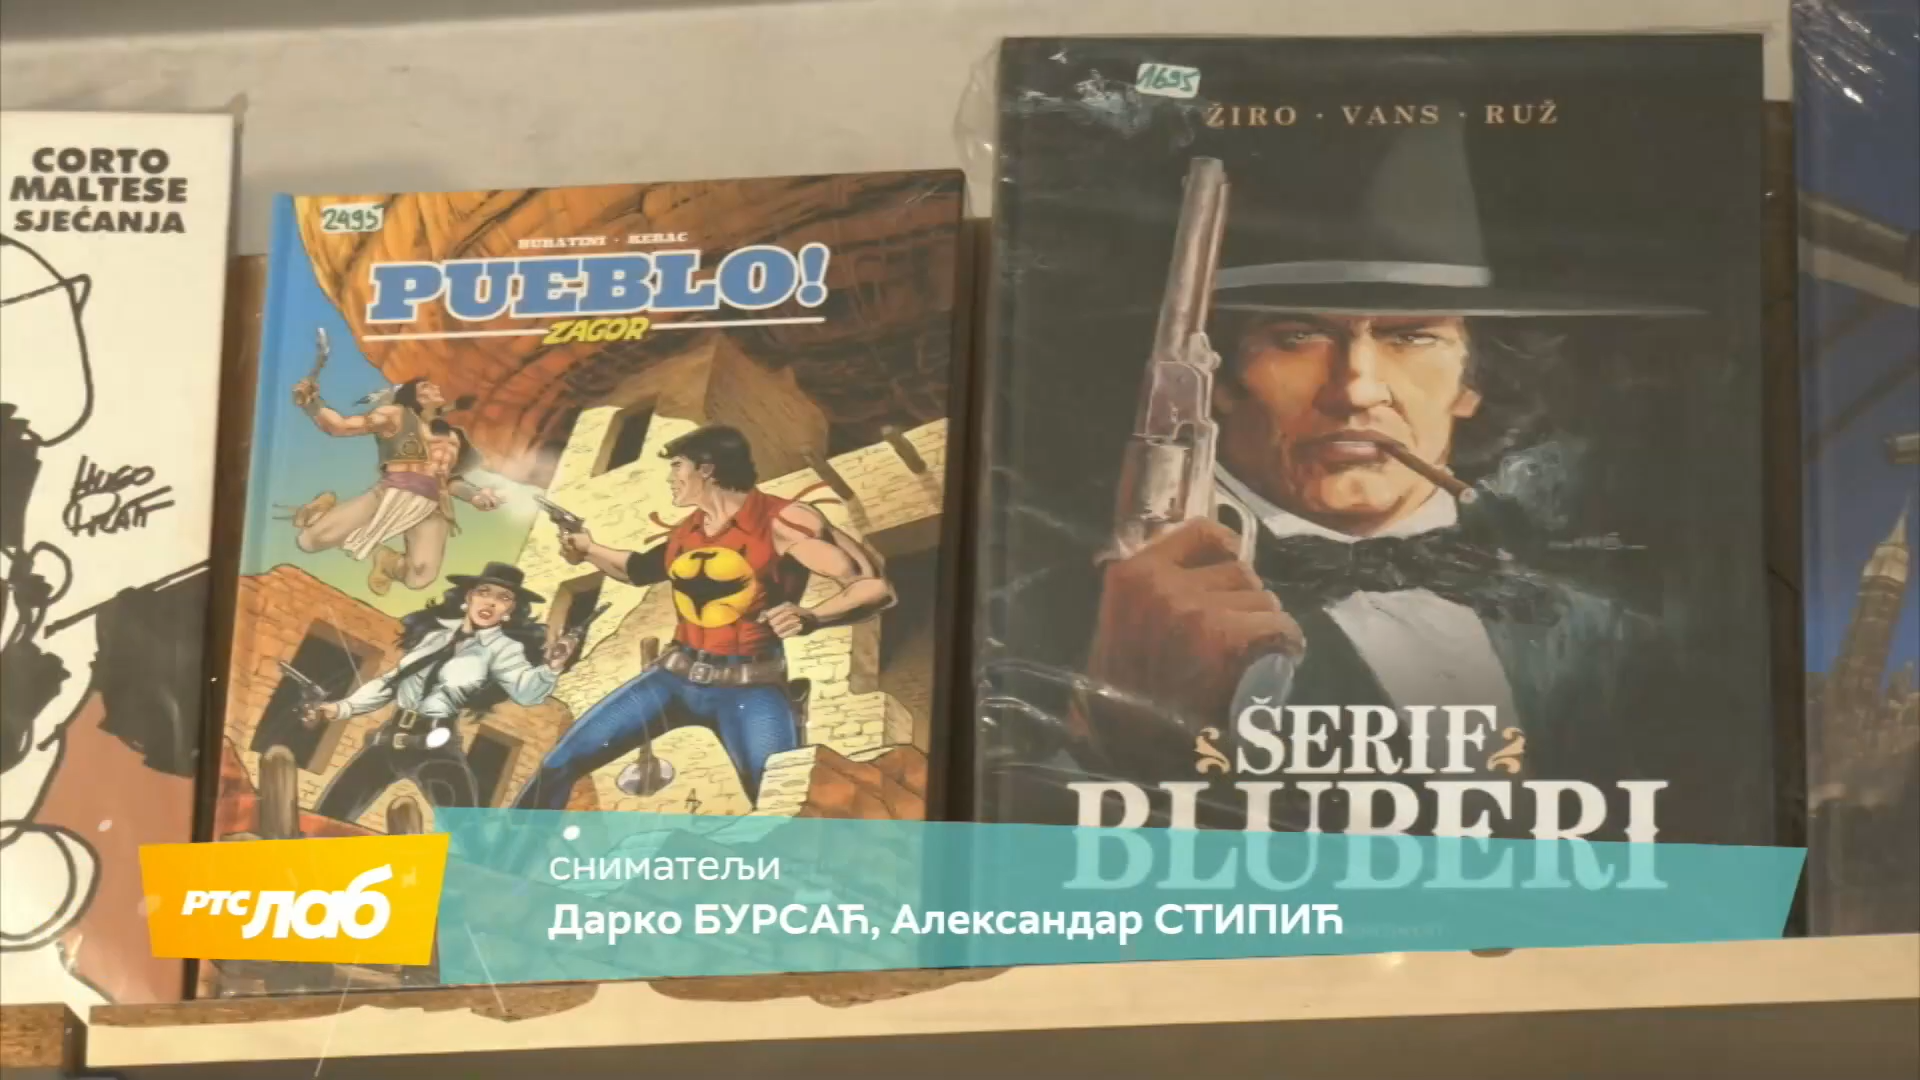 CORTO
MALTESE
SJEĆANJA
HUGO
PRATT
2495
BURATINI · KEBAC
PUEBLO!
ZAGOR
1695
ŽIRO · VANS · RUŽ
ŠERIF
BLUBERI
РТС лаб
сниматељи
Дарко БУРСАЋ, Александар СТИПИЋ